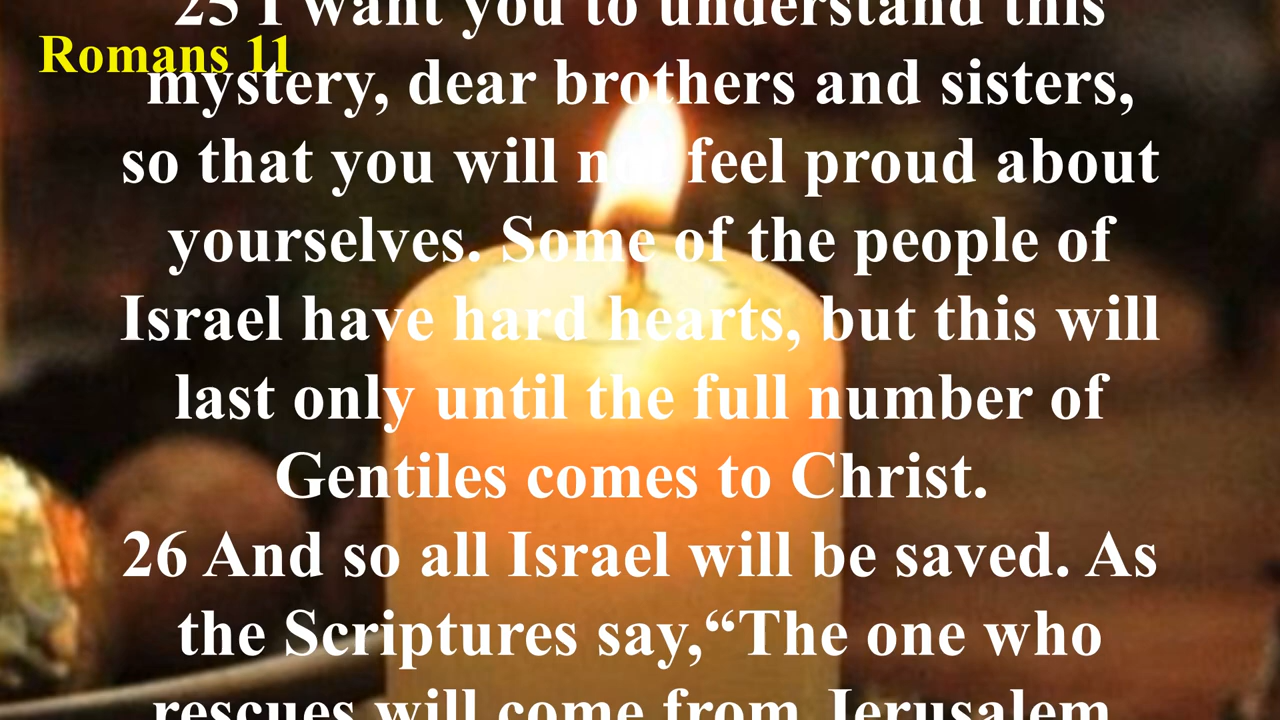 25 I want you to understand this
Romans 11
mystery, dear brothers and sisters,
so that you will not feel proud about
yourselves. Some of the people of
Israel have hard hearts, but this will
last only until the full number of
Gentiles comes to Christ.
26 And so all Israel will be saved. As
the Scriptures say,“The one who
rescues will come from Jerusalem